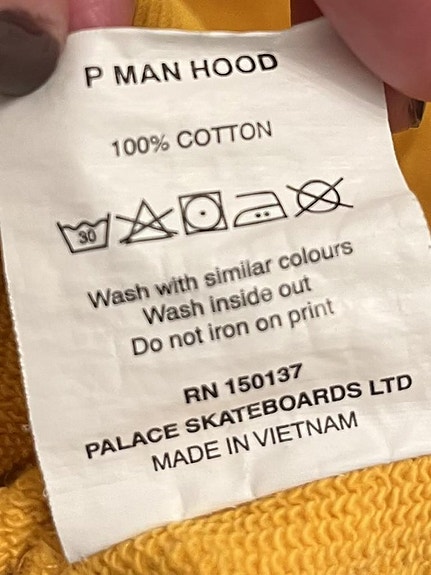 P MAN HOOD
100% COTTON
30
Wash with similar colours
Wash inside out
Do not iron on print
RN 150137
PALACE SKATEBOARDS LTD
MADE IN VIETNAM